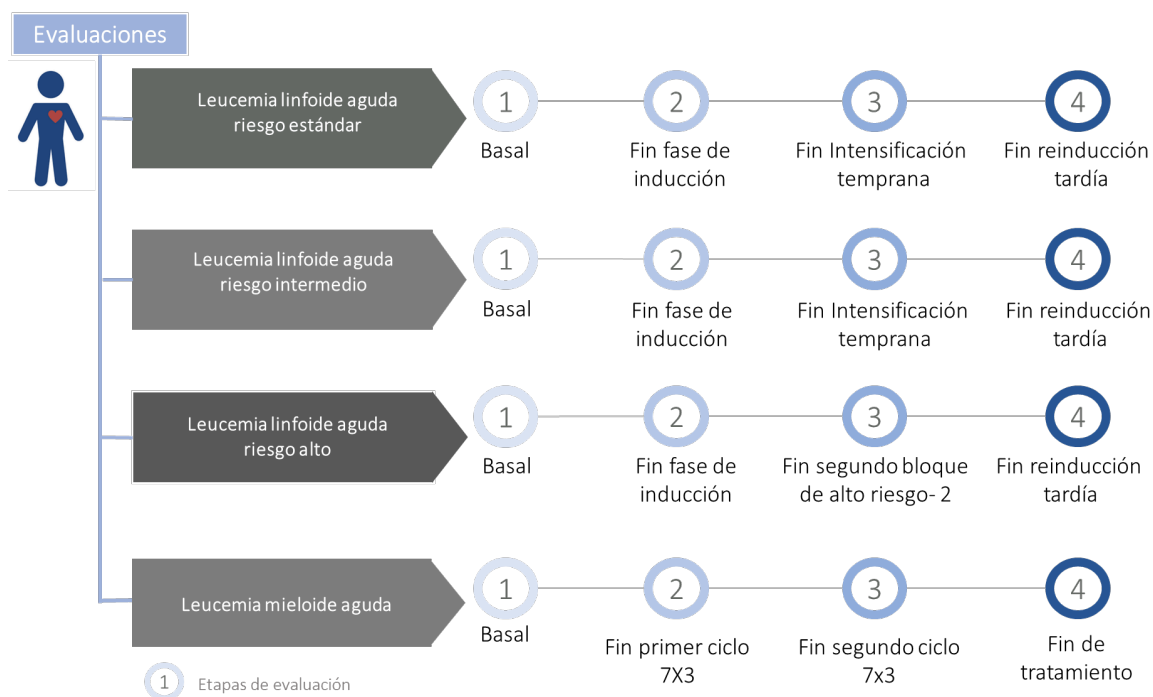 Evaluaciones
Leucemia linfoide aguda
riesgo estándar
1
2
3
4
Basal
Fin fase de
inducción
Fin Intensificación
temprana
Fin reinducción
tardía
Leucemia linfoide aguda
riesgo intermedio
1
2
3
4
Basal
Fin fase de
inducción
Fin Intensificación
temprana
Fin reinducción
tardía
Leucemia linfoide aguda
riesgo alto
1
2
3
4
Basal
Fin fase de
inducción
Fin segundo bloque
de alto riesgo- 2
Fin reinducción
tardía
Leucemia mieloide aguda
1
2
3
4
Basal
Fin primer ciclo
7X3
Fin segundo ciclo
7x3
Fin de
tratamiento
1 Etapas de evaluación